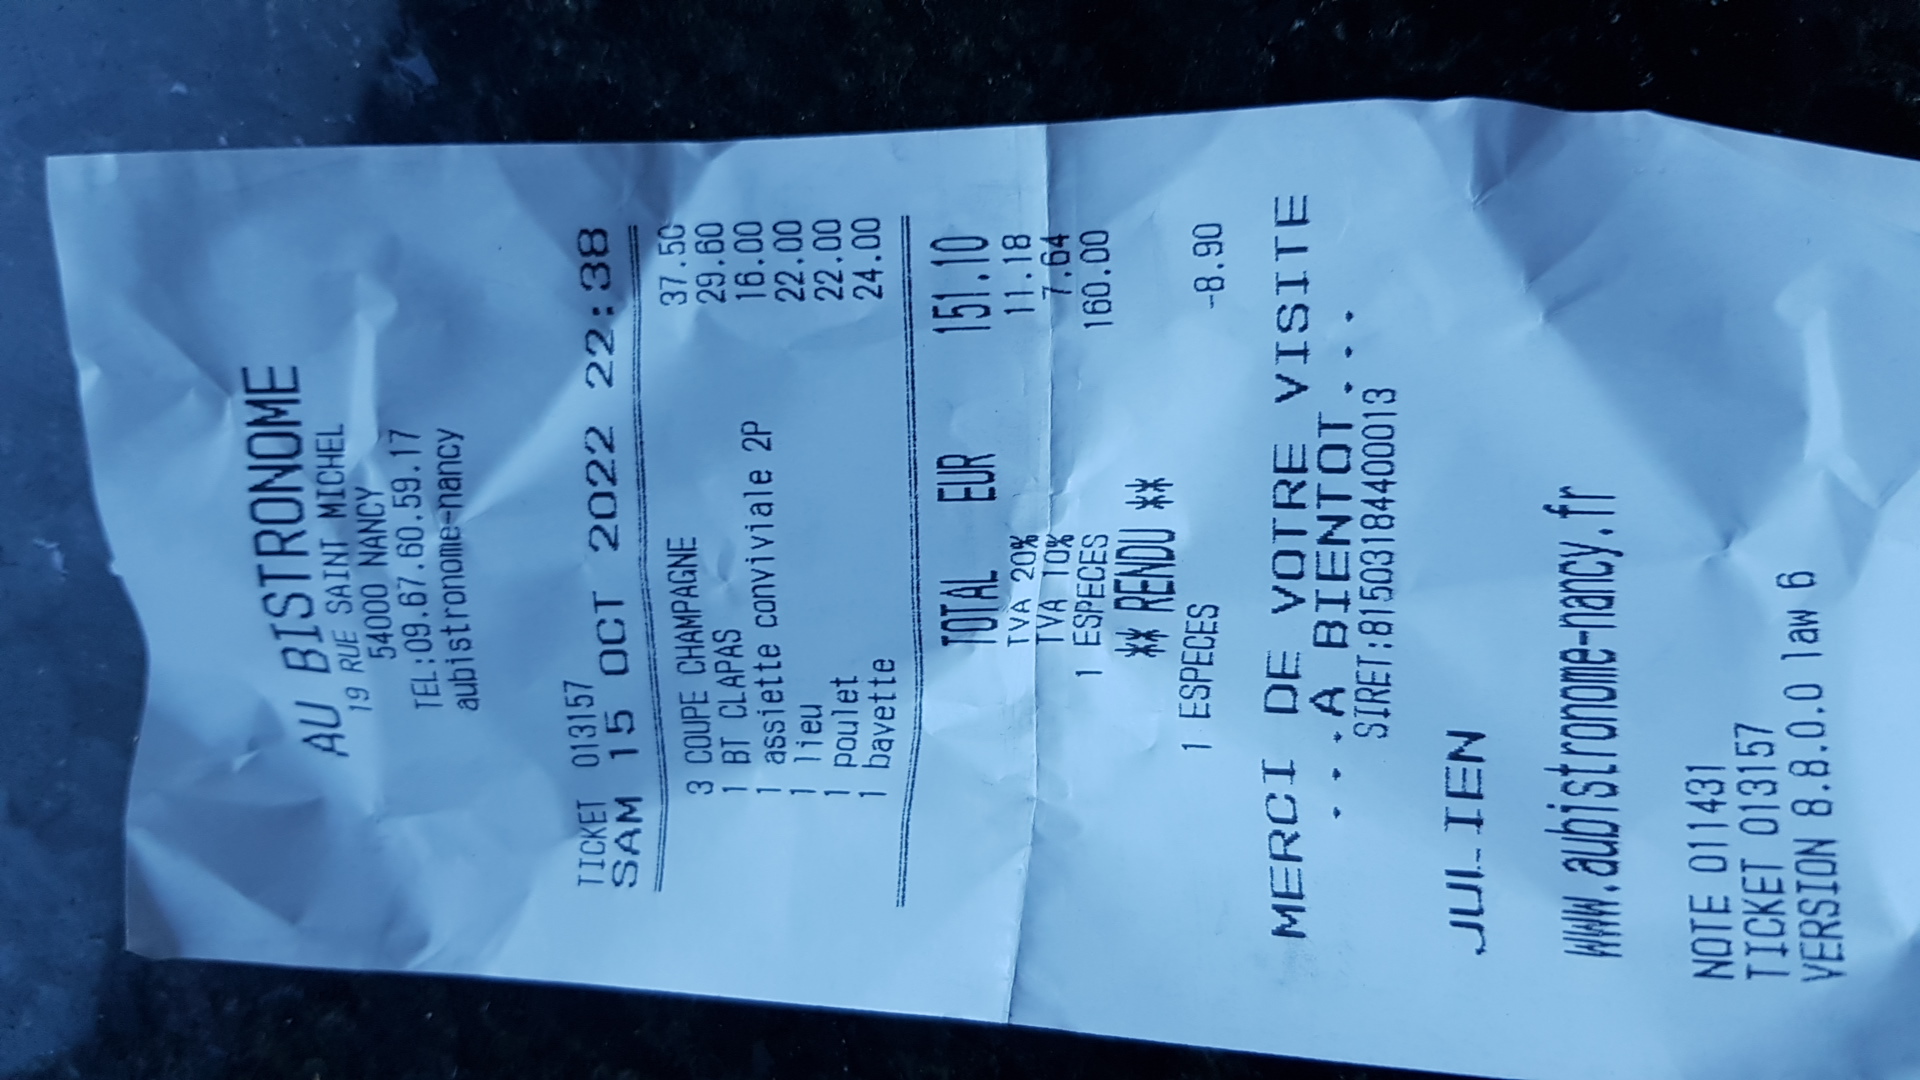 AU BISTRONOME
19 RUE SAINT MICHEL
54000 NANCY
TEL:09.67.60.59.17
aubistronome-nancy
TICKET 013157
SAM 15 OCT 2022 22:38
3 COUPE CHAMPAGNE 37.50
1 BT CLAPAS 29.60
1 assiette conviviale 2P 16.00
1 lieu 22.00
1 poulet 22.00
1 bavette 24.00
TOTAL EUR 151.10
TVA 20% 11.18
TVA 10% 7.64
1 ESPECES 160.00
** RENDU **
1 ESPECES -8.90
MERCI DE VOTRE VISITE
...A BIENTOT...
SIRET:81503184400013
JULIEN
www.aubistronome-nancy.fr
NOTE 011431
TICKET 013157
VERSION 8.8.0.0 law 6